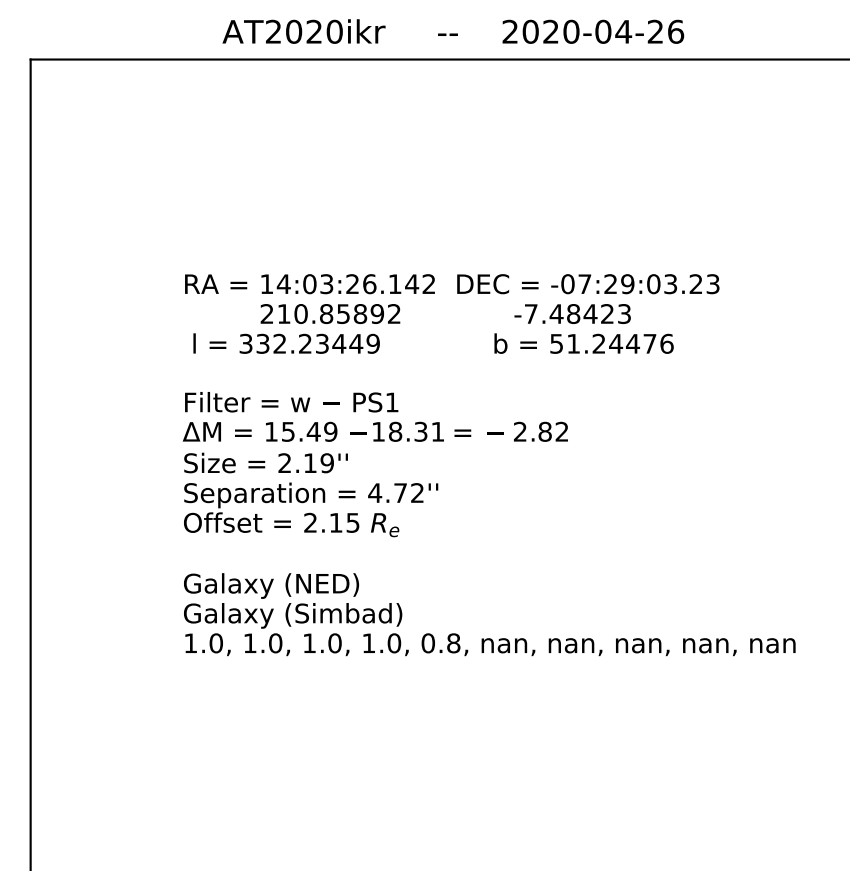 AT2020ikr -- 2020-04-26
RA = 14:03:26.142 DEC = -07:29:03.23
210.85892 -7.48423
l = 332.23449 b = 51.24476
Filter = w − PS1
ΔM = 15.49 −18.31 = − 2.82
Size = 2.19''
Separation = 4.72''
Offset = 2.15 Re
Galaxy (NED)
Galaxy (Simbad)
1.0, 1.0, 1.0, 1.0, 0.8, nan, nan, nan, nan, nan